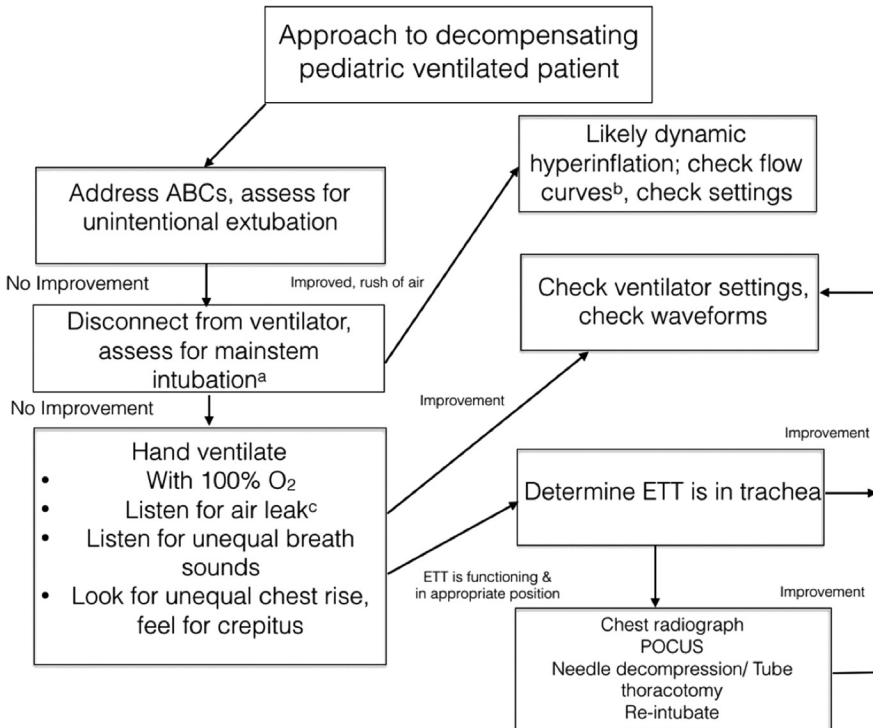 Approach to decompensating
pediatric ventilated patient
Address ABCs, assess for
unintentional extubation
Likely dynamic
hyperinflation; check flow
curvesᵇ, check settings
No Improvement
Improved, rush of air
Disconnect from ventilator,
assess for mainstem
intubationᵃ
Check ventilator settings,
check waveforms
No Improvement
Improvement
Hand ventilate
• With 100% O₂
• Listen for air leakᶜ
• Listen for unequal breath
sounds
• Look for unequal chest rise,
feel for crepitus
Improvement
Determine ETT is in trachea
ETT is functioning &
in appropriate position
Improvement
Chest radiograph
POCUS
Needle decompression/ Tube
thoracotomy
Re-intubate